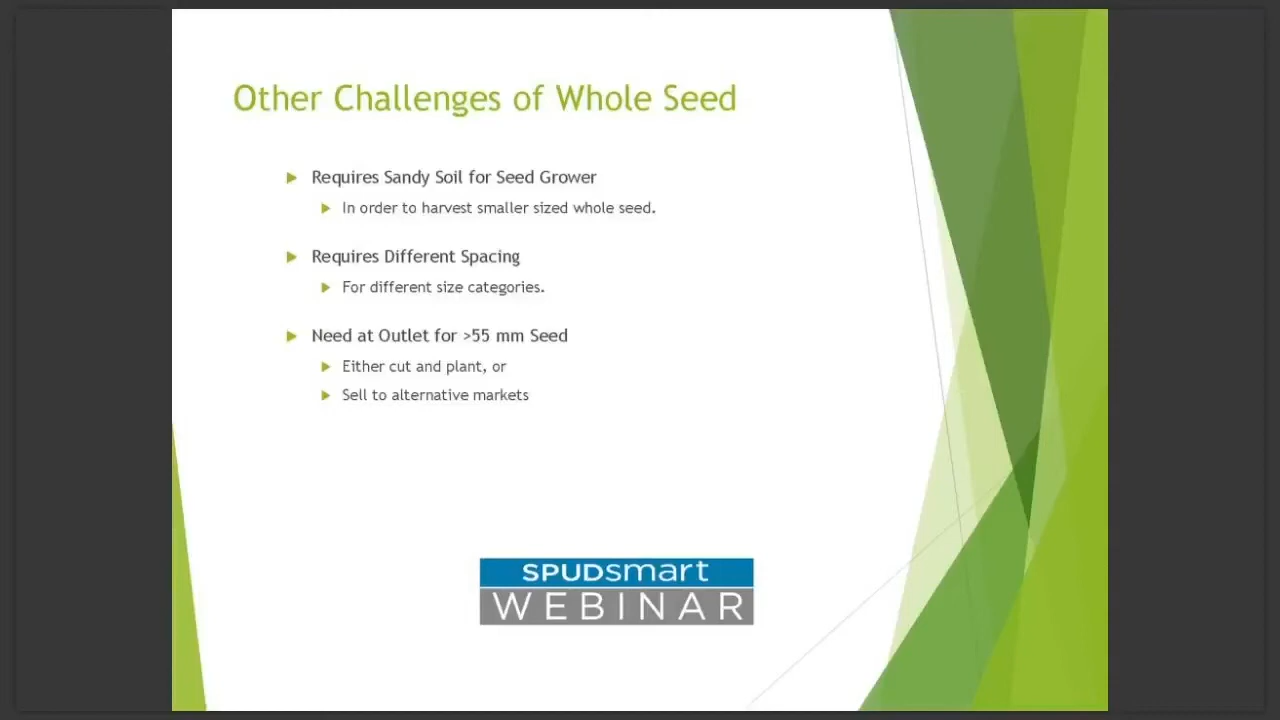 Other Challenges of Whole Seed
Requires Sandy Soil for Seed Grower
In order to harvest smaller sized whole seed.
Requires Different Spacing
For different size categories.
Need at Outlet for >55 mm Seed
Either cut and plant, or
Sell to alternative markets
SPUDsmart
WEBINAR